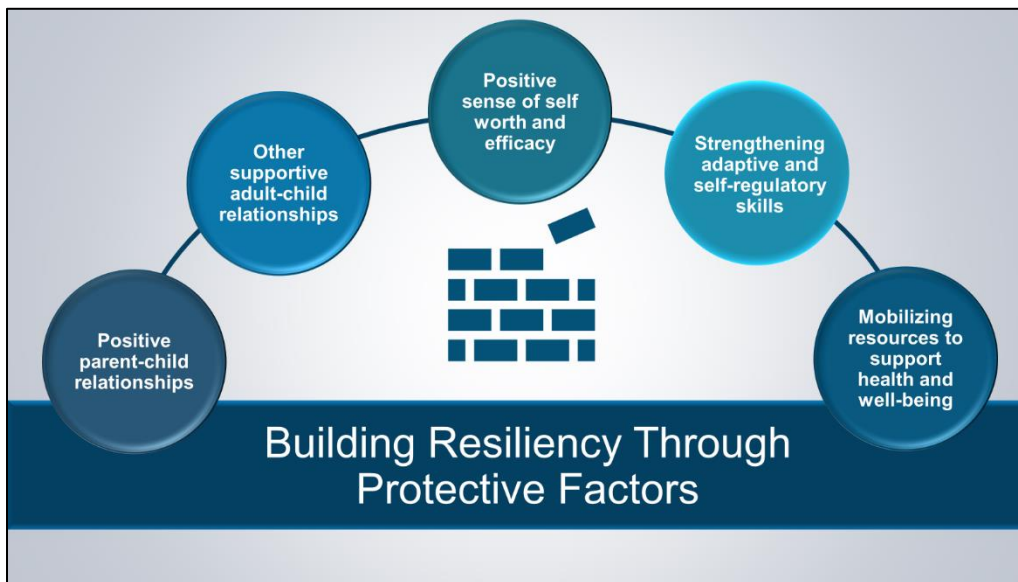 Positive
parent-child
relationships
Other
supportive
adult-child
relationships
Positive
sense of self
worth and
efficacy
Strengthening
adaptive and
self-regulatory
skills
Mobilizing
resources to
support
health and
well-being
Building Resiliency Through
Protective Factors